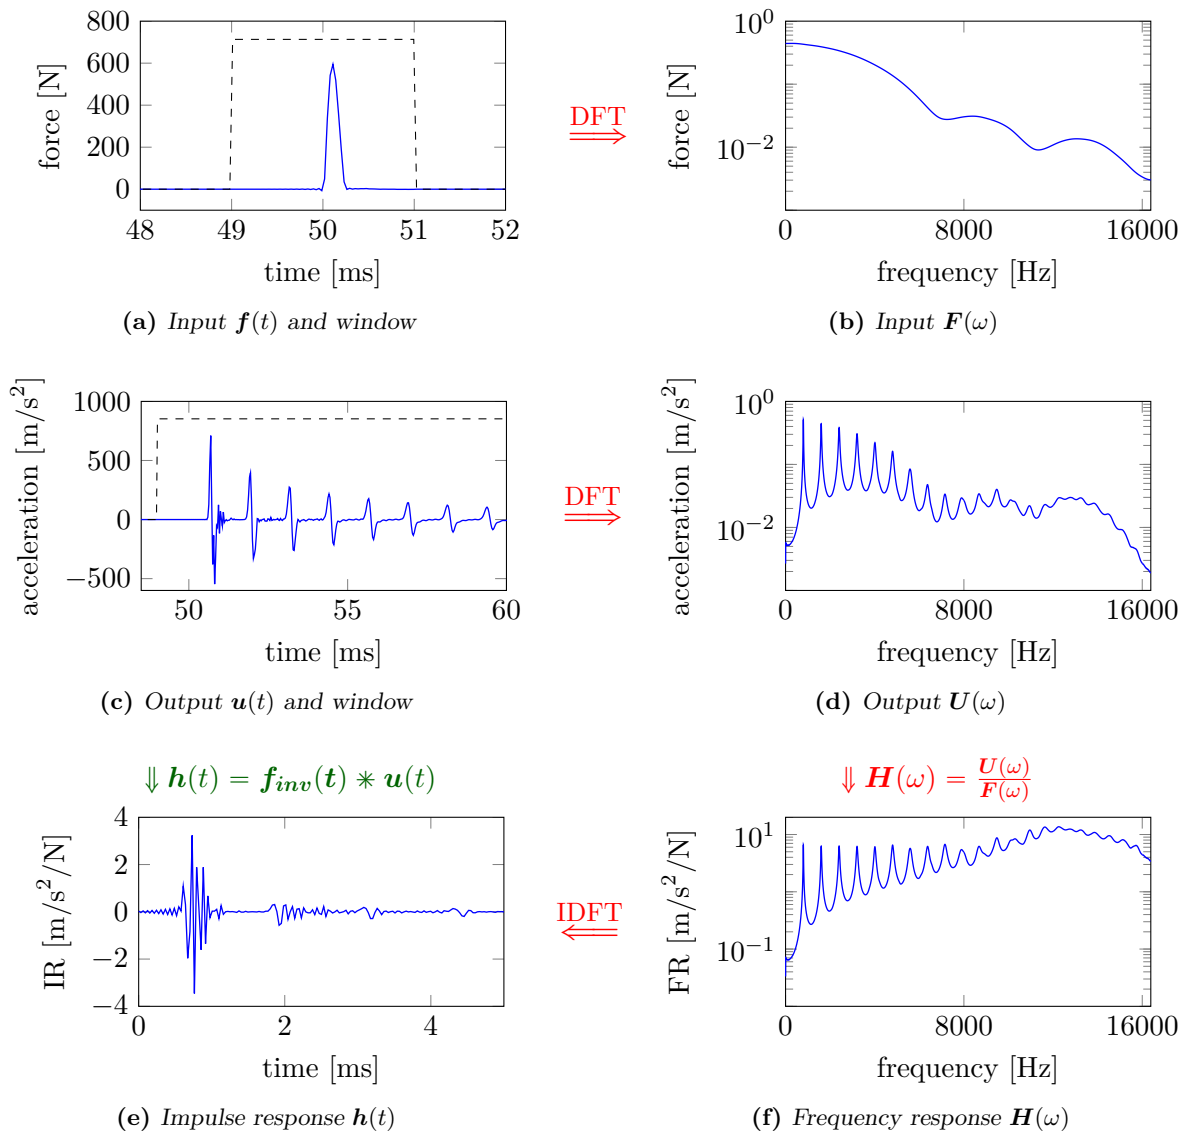 800
600
400
200
0
force [N]
48 49 50 51 52
time [ms]
(a) Input f(t) and window
DFT
⇒
10^0
10^−2
force [N]
0 8000 16000
frequency [Hz]
(b) Input F(ω)
1000
500
0
−500
acceleration [m/s²]
50 55 60
time [ms]
(c) Output u(t) and window
DFT
⇒
10^0
10^−2
acceleration [m/s²]
0 8000 16000
frequency [Hz]
(d) Output U(ω)
⇓ h(t) = f_inv(t) ∗ u(t)
4
2
0
−2
−4
IR [m/s²/N]
0 2 4
time [ms]
(e) Impulse response h(t)
IDFT
⇐
⇓ H(ω) = U(ω)/F(ω)
10^1
10^−1
FR [m/s²/N]
0 8000 16000
frequency [Hz]
(f) Frequency response H(ω)